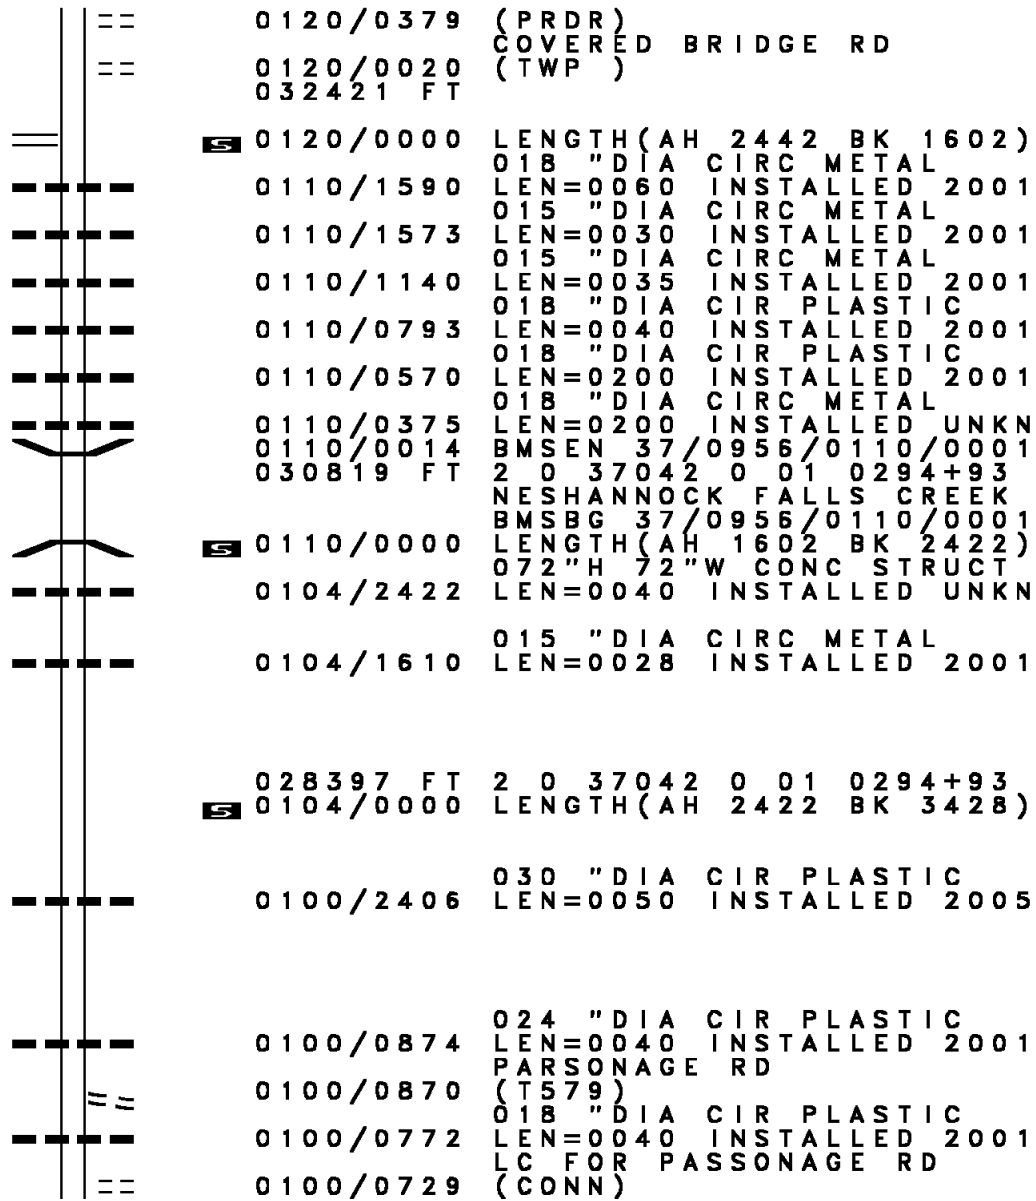 0120/0379 (PRDR)
COVERED BRIDGE RD
0120/0020 (TWP )
032421 FT
S 0120/0000 LENGTH(AH 2442 BK 1602)
018 "DIA CIRC METAL
0110/1590 LEN=0060 INSTALLED 2001
015 "DIA CIRC METAL
0110/1573 LEN=0030 INSTALLED 2001
015 "DIA CIRC METAL
0110/1140 LEN=0035 INSTALLED 2001
018 "DIA CIR PLASTIC
0110/0793 LEN=0040 INSTALLED 2001
018 "DIA CIR PLASTIC
0110/0570 LEN=0200 INSTALLED 2001
018 "DIA CIRC METAL
0110/0375 LEN=0200 INSTALLED UNKN
0110/0014 BMSEN 37/0956/0110/0001
030819 FT 2 0 37042 0 01 0294+93
NESHANNOCK FALLS CREEK
BMSBG 37/0956/0110/0001
S 0110/0000 LENGTH(AH 1602 BK 2422)
072"H 72"W CONC STRUCT
0104/2422 LEN=0040 INSTALLED UNKN
015 "DIA CIRC METAL
0104/1610 LEN=0028 INSTALLED 2001
028397 FT 2 0 37042 0 01 0294+93
S 0104/0000 LENGTH(AH 2422 BK 3428)
030 "DIA CIR PLASTIC
0100/2406 LEN=0050 INSTALLED 2005
024 "DIA CIR PLASTIC
0100/0874 LEN=0040 INSTALLED 2001
PARSONAGE RD
0100/0870 (T579)
018 "DIA CIR PLASTIC
0100/0772 LEN=0040 INSTALLED 2001
LC FOR PASSONAGE RD
0100/0729 (CONN)